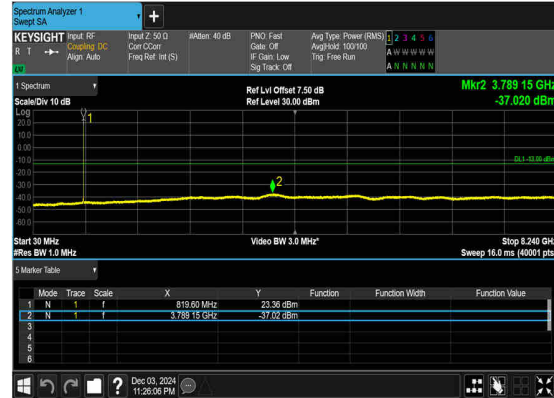 Spectrum Analyzer 1
Swept SA
+
KEYSIGHT
R T
Input: RF
Coupling: DC
Align: Auto
Input Z: 50 Ω
Corr CCorr
Freq Ref: Int (S)
#Atten: 40 dB
PNO: Fast
Gate: Off
IF Gain: Low
Sig Track: Off
Avg Type: Power (RMS)
Avg|Hold: 100/100
Trig: Free Run
1 2 3 4 5 6
A W W W W W
A N N N N N
1 Spectrum
Scale/Div 10 dB
Ref Lvl Offset 7.50 dB
Ref Level 30.00 dBm
Mkr2 3.789 15 GHz
-37.020 dBm
Log
20.0
10.0
0.00
-10.0
-20.0
-30.0
-40.0
-50.0
-60.0
1
2
DL1 -13.00 dBm
Start 30 MHz
#Res BW 1.0 MHz
Video BW 3.0 MHz*
Stop 8.240 GHz
Sweep 16.0 ms (40001 pts)
5 Marker Table
Mode Trace Scale X Y Function Function Width Function Value
1 N 1 f 819.60 MHz 23.36 dBm
2 N 1 f 3.789 15 GHz -37.02 dBm
3
4
5
6
?
Dec 03, 2024
11:26:06 PM